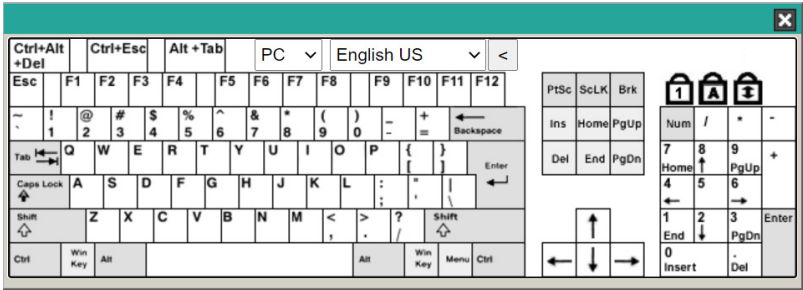 Ctrl+Alt
+Del
Ctrl+Esc
Alt +Tab
PC
English US
<
Esc F1 F2 F3 F4 F5 F6 F7 F8 F9 F10 F11 F12
PtSc ScLK Brk
1 A
~ ! @ # $ % ^ & * ( ) _ +
` 1 2 3 4 5 6 7 8 9 0 - =
Backspace
Ins Home PgUp
Num / * -
Tab Q W E R T Y U I O P { }
[ ]
Enter
Del End PgDn
7 8 9 +
Home PgUp
Caps Lock A S D F G H J K L : " |
; ' \
4 5 6
Shift Z X C V B N M < > ? Shift
, . /
1 2 3 Enter
End PgDn
Ctrl Win Key Alt Alt Win Key Menu Ctrl
0 .
Insert Del